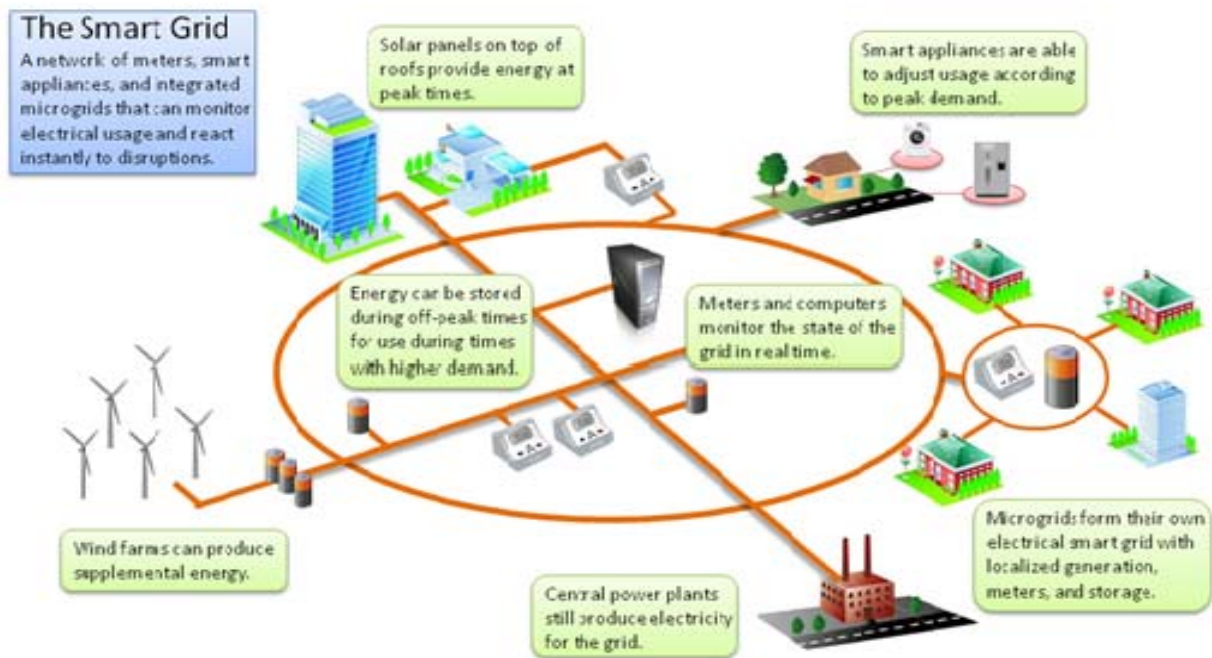 The Smart Grid
A network of meters, smart
appliances, and integrated
microgrids that can monitor
electrical usage and react
instantly to disruptions.
Solar panels on top of
roofs provide energy at
peak times.
Smart appliances are able
to adjust usage according
to peak demand.
Energy can be stored
during off-peak times
for use during times
with higher demand.
Meters and computers
monitor the state of the
grid in real time.
Wind farms can produce
supplemental energy.
Central power plants
still produce electricity
for the grid.
Microgrids form their own
electrical smart grid with
localized generation,
meters, and storage.